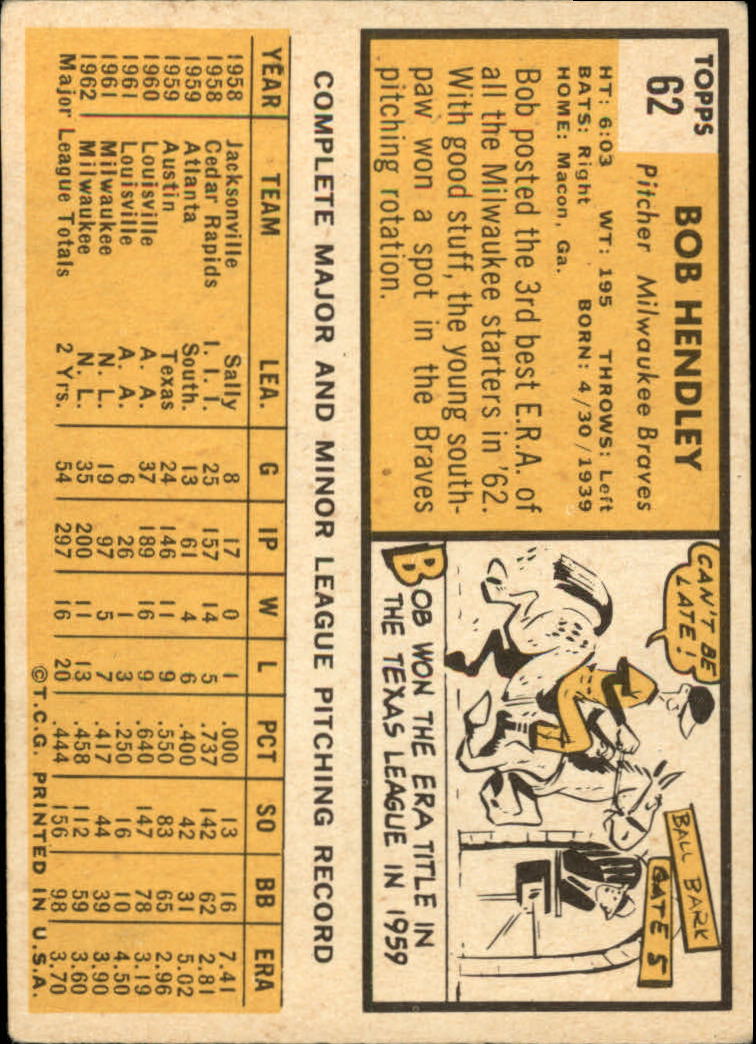 TOPPS
62
BOB HENDLEY
Pitcher Milwaukee Braves
HT: 6:03 WT: 195 THROWS: Left
BATS: Right BORN: 4/30/1939
HOME: Macon, Ga.
Bob posted the 3rd best E.R.A. of
all the Milwaukee starters in '62.
With good stuff, the young south-
paw won a spot in the Braves
pitching rotation.
CAN'T BE
LATE!
BALL BARK
GATE 5
BOB WON THE ERA TITLE IN
THE TEXAS LEAGUE IN 1959
COMPLETE MAJOR AND MINOR LEAGUE PITCHING RECORD
YEAR TEAM LEA. G IP W L PCT SO BB ERA
1958 Jacksonville Sally 8 17 0 1 .000 13 16 7.41
1958 Cedar Rapids I. I. I. 25 157 14 5 .737 142 62 2.81
1959 Atlanta South. 13 61 4 6 .400 42 31 5.02
1959 Austin Texas 24 146 11 9 .550 83 65 2.96
1960 Louisville A. A. 37 189 16 9 .640 147 78 3.19
1961 Louisville A. A. 6 26 1 3 .250 16 10 4.50
1961 Milwaukee N. L. 19 97 5 7 .417 44 39 3.90
1962 Milwaukee N. L. 35 200 11 13 .458 112 59 3.60
Major League Totals 2 Yrs. 54 297 16 20 .444 156 98 3.70
©T.C.G. PRINTED IN U.S.A.